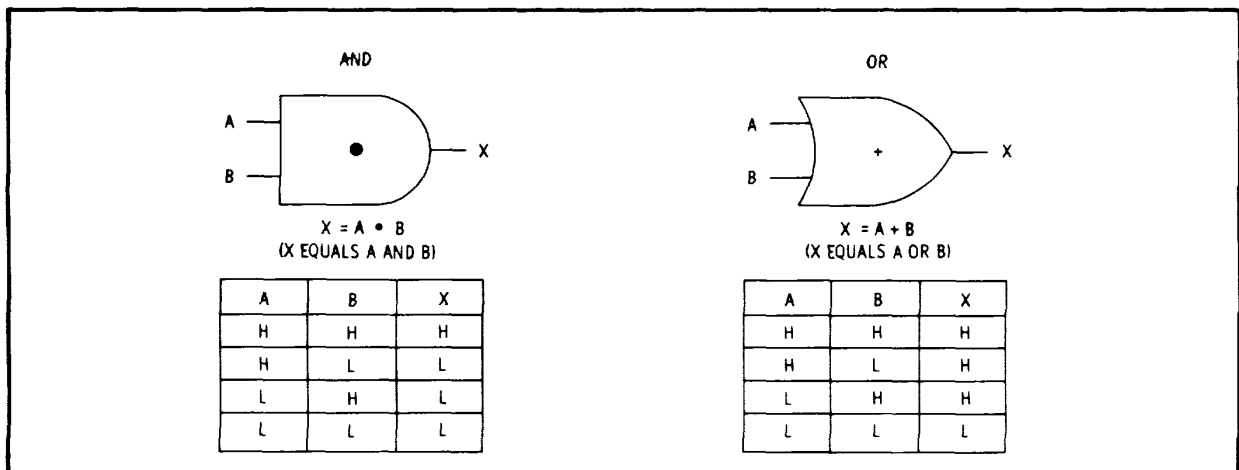 AND
A
B
●
X
X = A ● B
(X EQUALS A AND B)
A B X
H H H
H L L
L H L
L L L
OR
A
B
+
X
X = A + B
(X EQUALS A OR B)
A B X
H H H
H L H
L H H
L L L